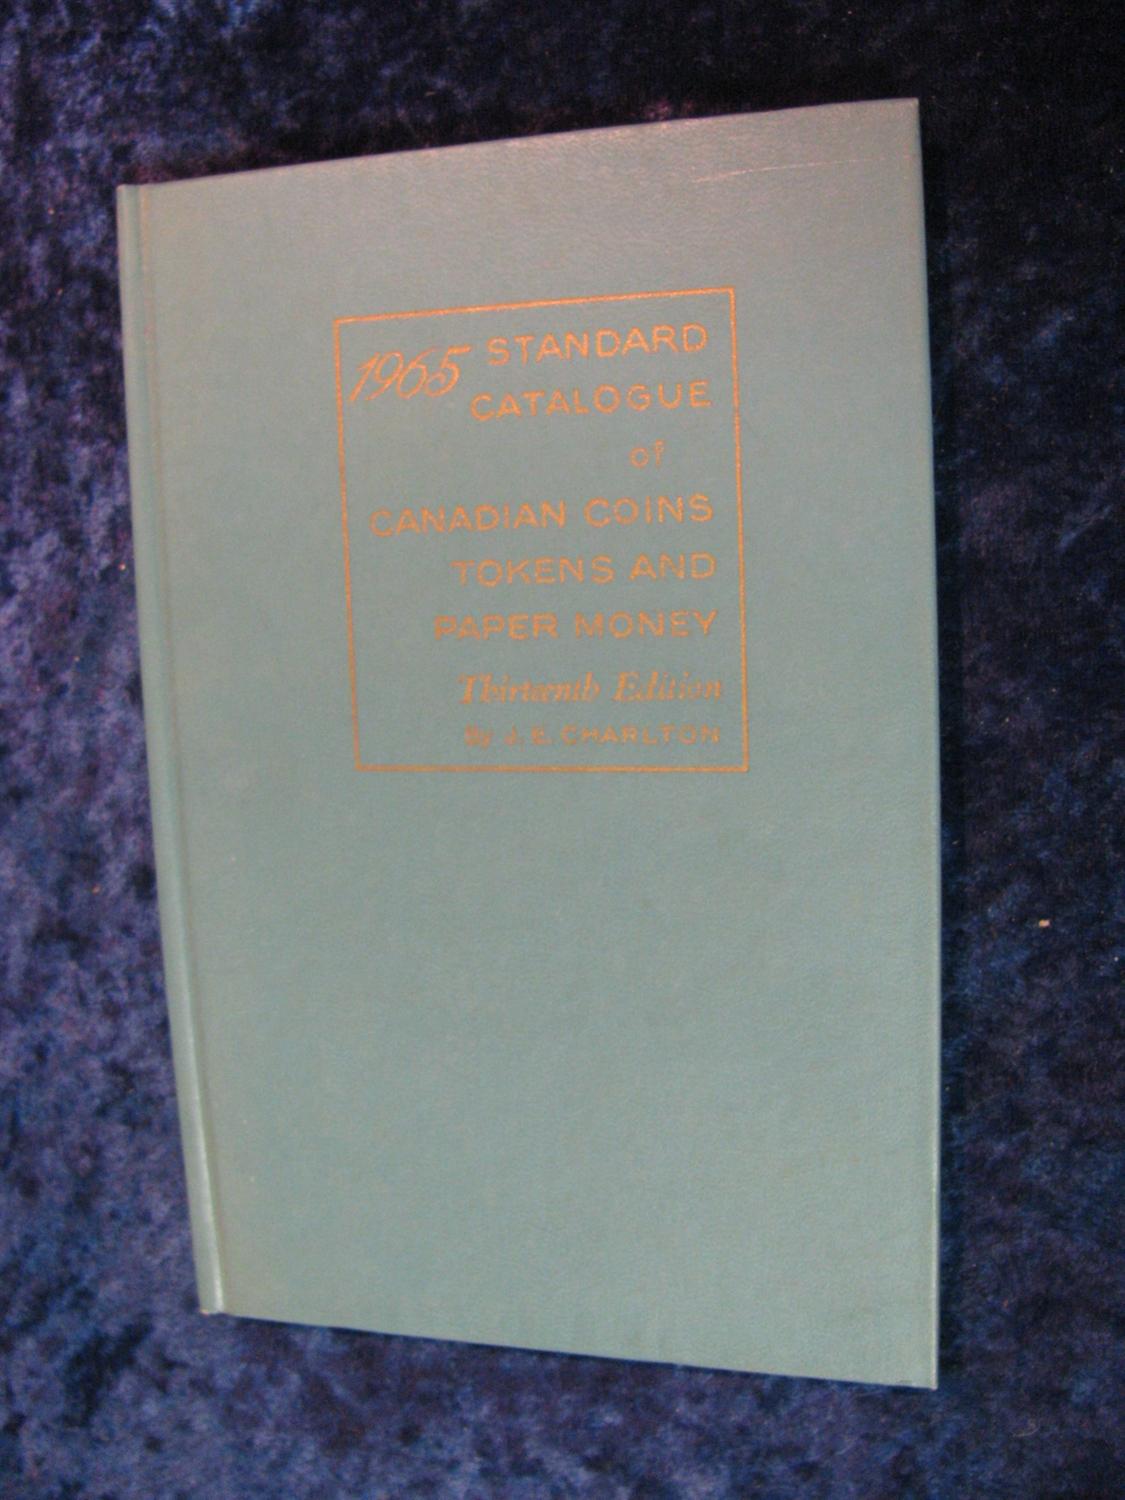 1965 STANDARD
CATALOGUE
of
CANADIAN COINS
TOKENS AND
PAPER MONEY
Thirteenth Edition
By J. E. CHARLTON